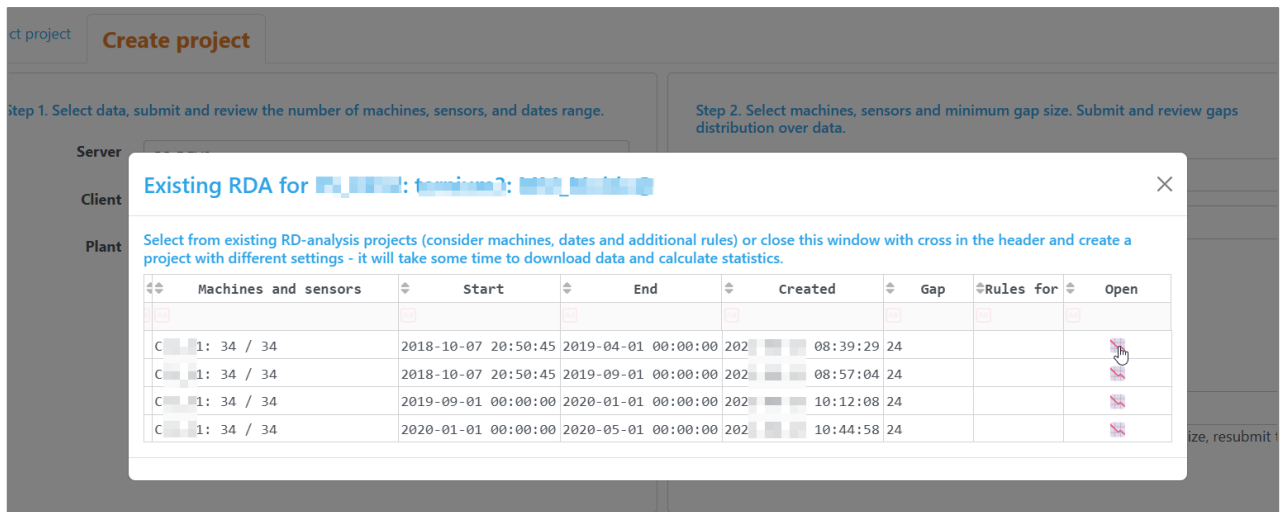 ct project
Create project
Step 1. Select data, submit and review the number of machines, sensors, and dates range.
Step 2. Select machines, sensors and minimum gap size. Submit and review gaps
distribution over data.
Server
Client
Plant
Existing RDA for
Select from existing RD-analysis projects (consider machines, dates and additional rules) or close this window with cross in the header and create a
project with different settings - it will take some time to download data and calculate statistics.
Machines and sensors Start End Created Gap Rules for Open
C 1: 34 / 34 2018-10-07 20:50:45 2019-04-01 00:00:00 202 08:39:29 24
C 1: 34 / 34 2018-10-07 20:50:45 2019-09-01 00:00:00 202 08:57:04 24
C 1: 34 / 34 2019-09-01 00:00:00 2020-01-01 00:00:00 202 10:12:08 24
C 1: 34 / 34 2020-01-01 00:00:00 2020-05-01 00:00:00 202 10:44:58 24
ize, resubmit